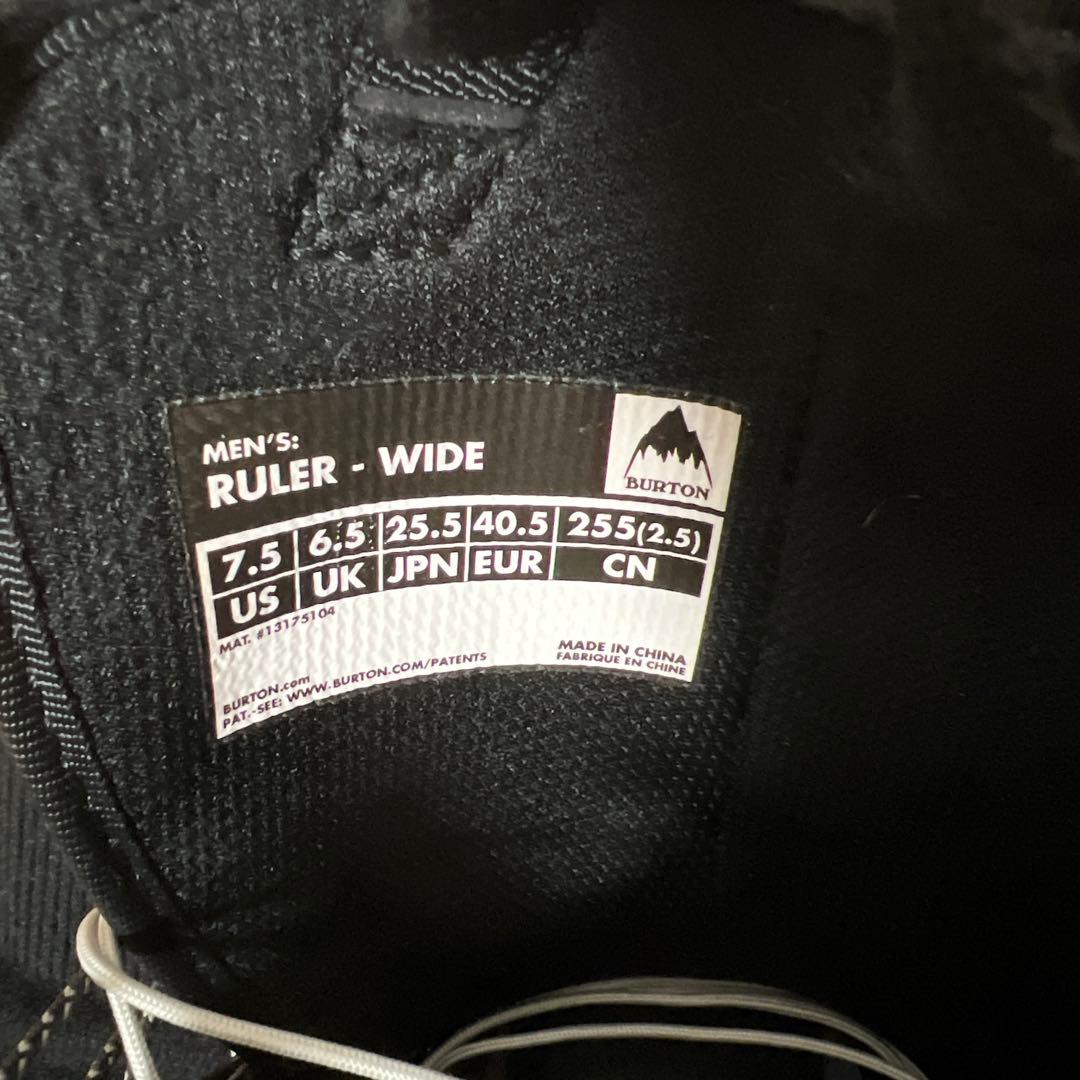 MEN'S:
RULER - WIDE
BURTON
7.5 6.5 25.5 40.5 255(2.5)
US UK JPN EUR CN
MAT. #13175104
BURTON.com
PAT.-SEE: WWW.BURTON.COM/PATENTS
MADE IN CHINA
FABRIQUE EN CHINE